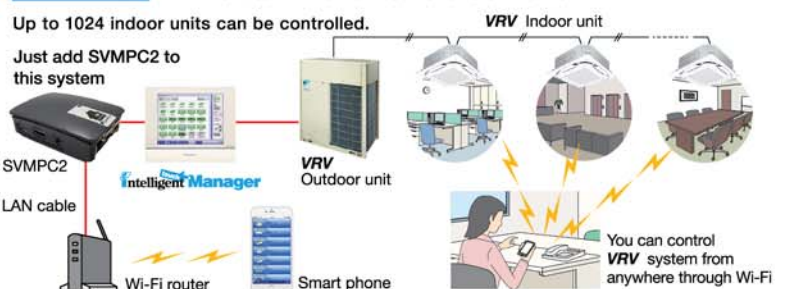 Up to 1024 indoor units can be controlled.
VRV Indoor unit
Just add SVMPC2 to
this system
SVMPC2
intelligent Touch Manager
VRV
Outdoor unit
LAN cable
Wi-Fi router
Smart phone
You can control
VRV system from
anywhere through Wi-Fi